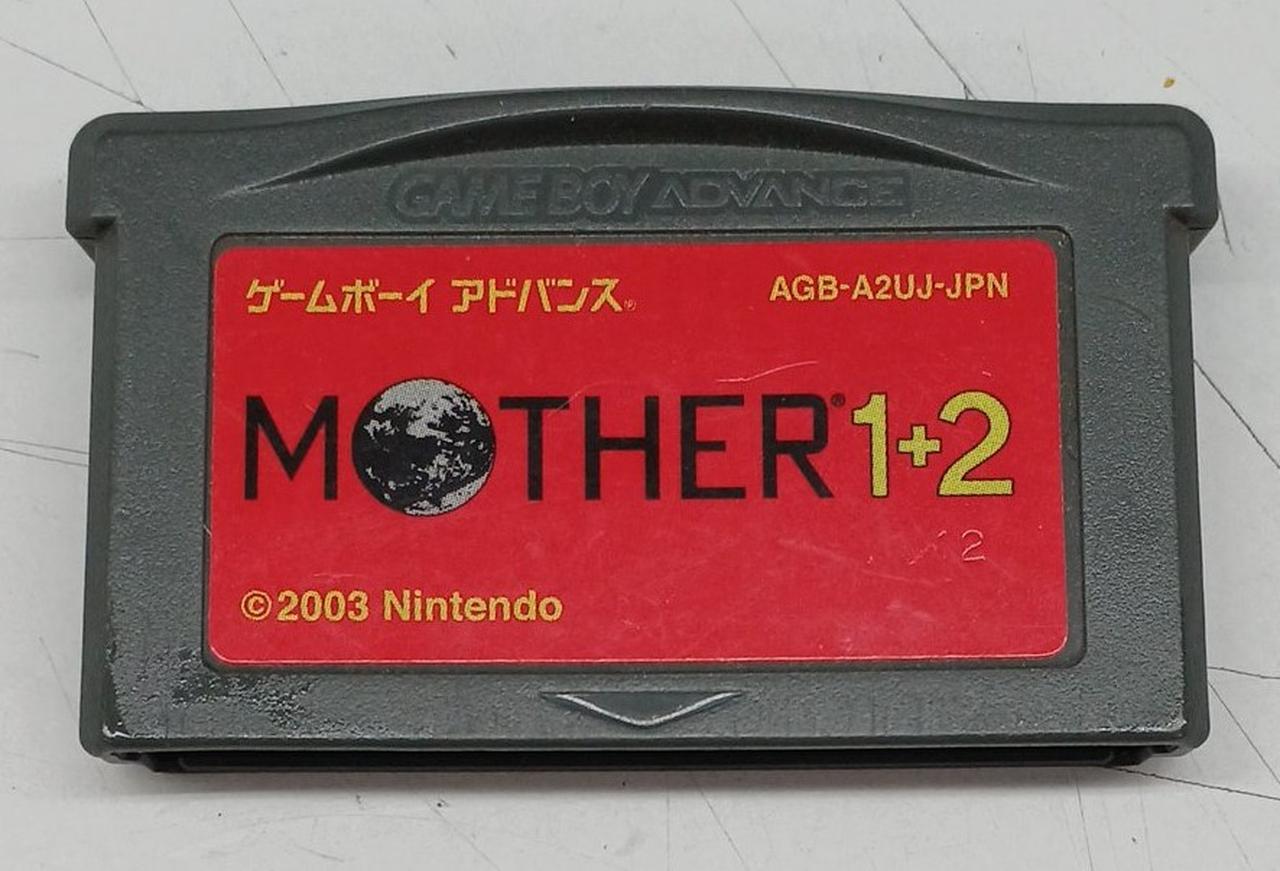 GAME BOY ADVANCE
ゲームボーイ アドバンス®
AGB-A2UJ-JPN
MOTHER® 1+2
12
©2003 Nintendo